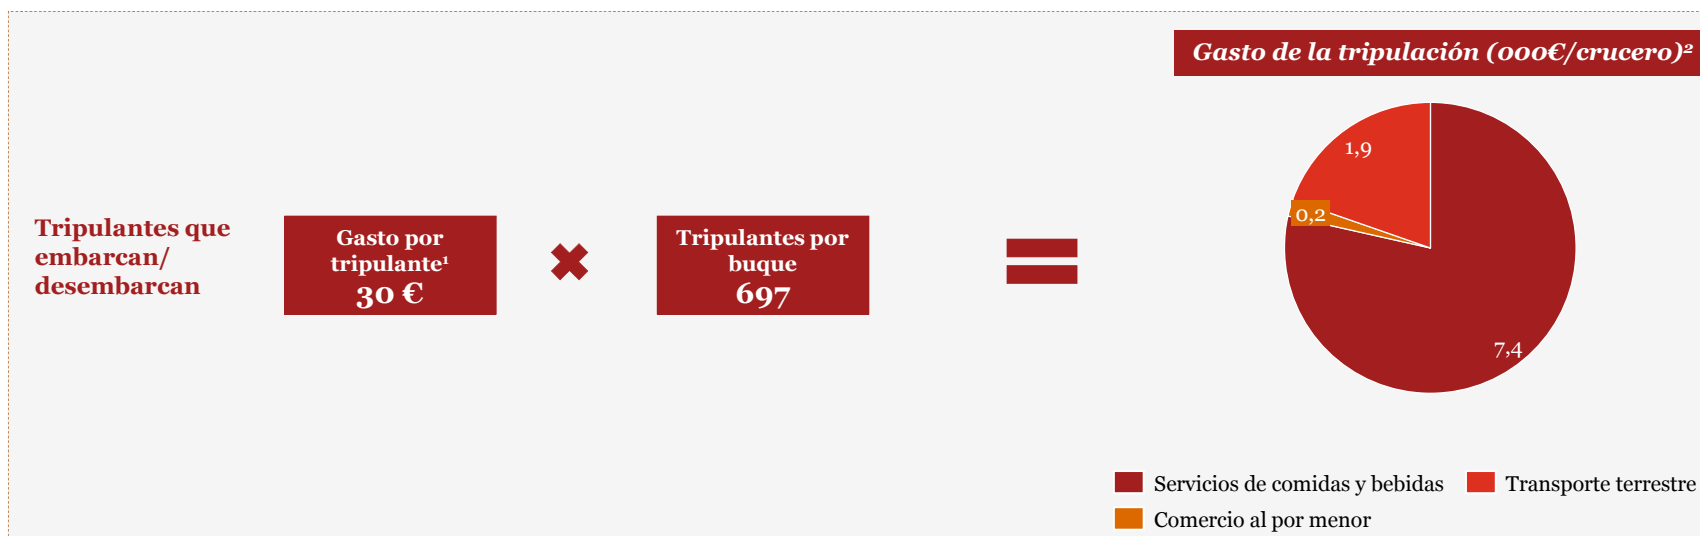 Gasto de la tripulación (000€/crucero)²
Tripulantes que
embarcan/
desembarcan
Gasto por
tripulante¹
30 €
Tripulantes por
buque
697
1,9
0,2
7,4
Servicios de comidas y bebidas
Transporte terrestre
Comercio al por menor